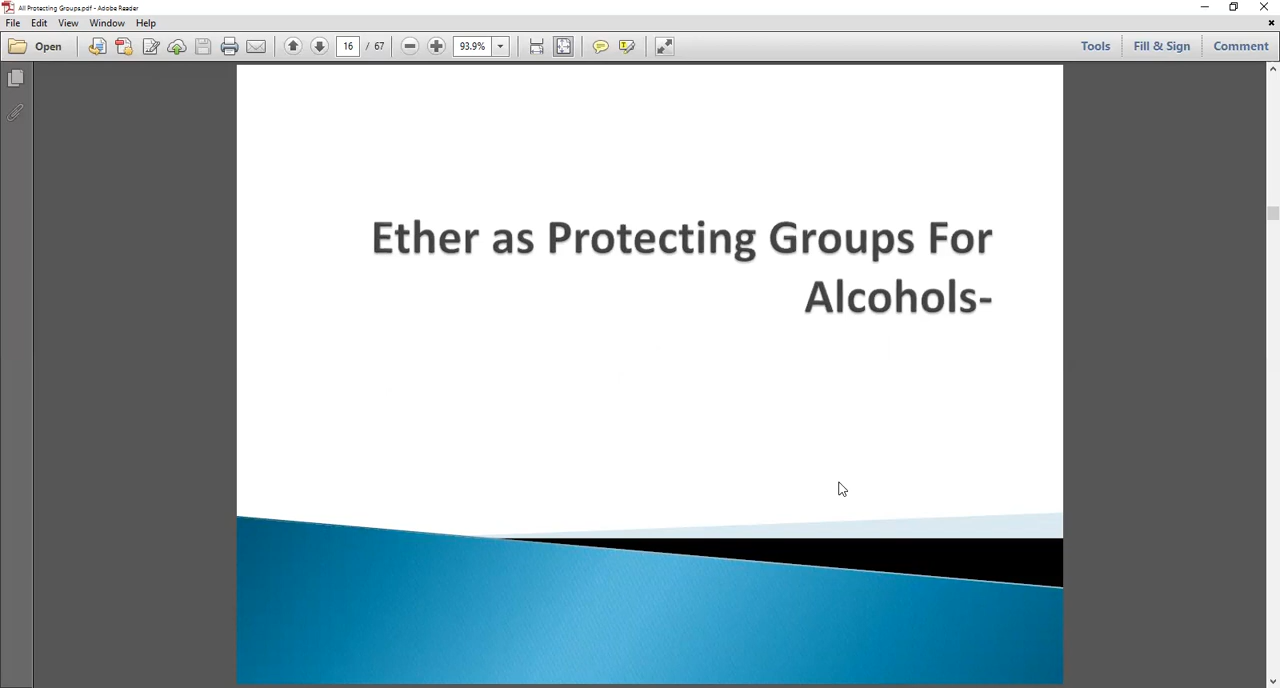 All Protecting Groups.pdf - Adobe Reader
File Edit View Window Help
Open 16 / 67 93.9% Tools Fill & Sign Comment
Ether as Protecting Groups For
Alcohols-